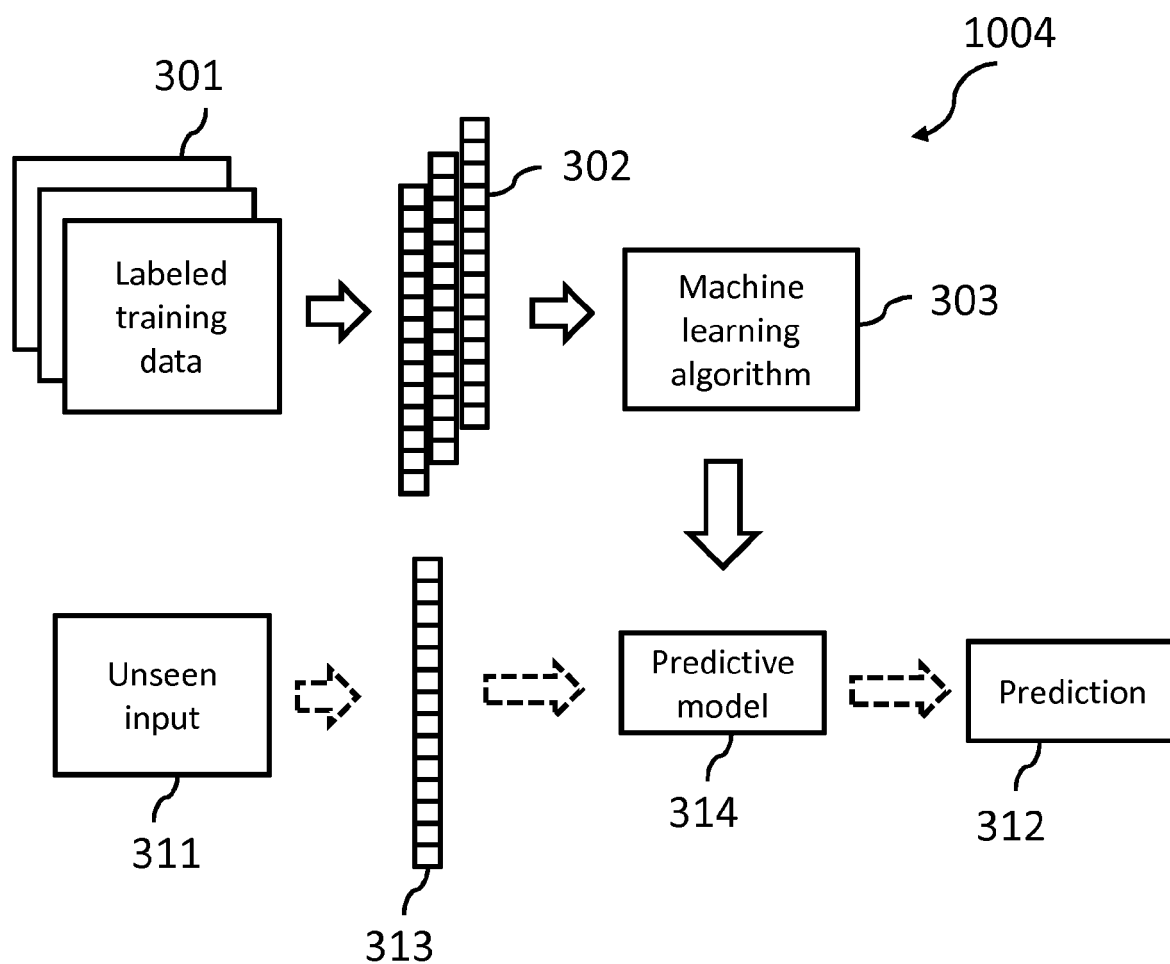 1004
301
302
Labeled
training
data
Machine
learning
algorithm
303
Unseen
input
Predictive
model
Prediction
311
313
314
312